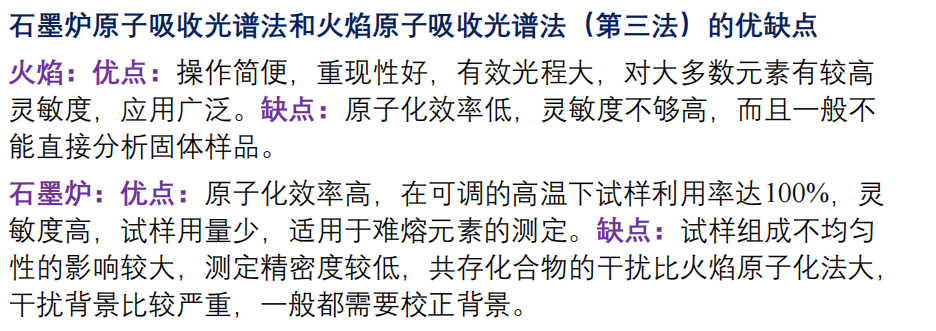 石墨炉原子吸收光谱法和火焰原子吸收光谱法（第三法）的优缺点
火焰：优点：操作简便，重现性好，有效光程大，对大多数元素有较高
灵敏度，应用广泛。缺点：原子化效率低，灵敏度不够高，而且一般不
能直接分析固体样品。
石墨炉：优点：原子化效率高，在可调的高温下试样利用率达100%，灵
敏度高，试样用量少，适用于难熔元素的测定。缺点：试样组成不均匀
性的影响较大，测定精密度较低，共存化合物的干扰比火焰原子化法大，
干扰背景比较严重，一般都需要校正背景。